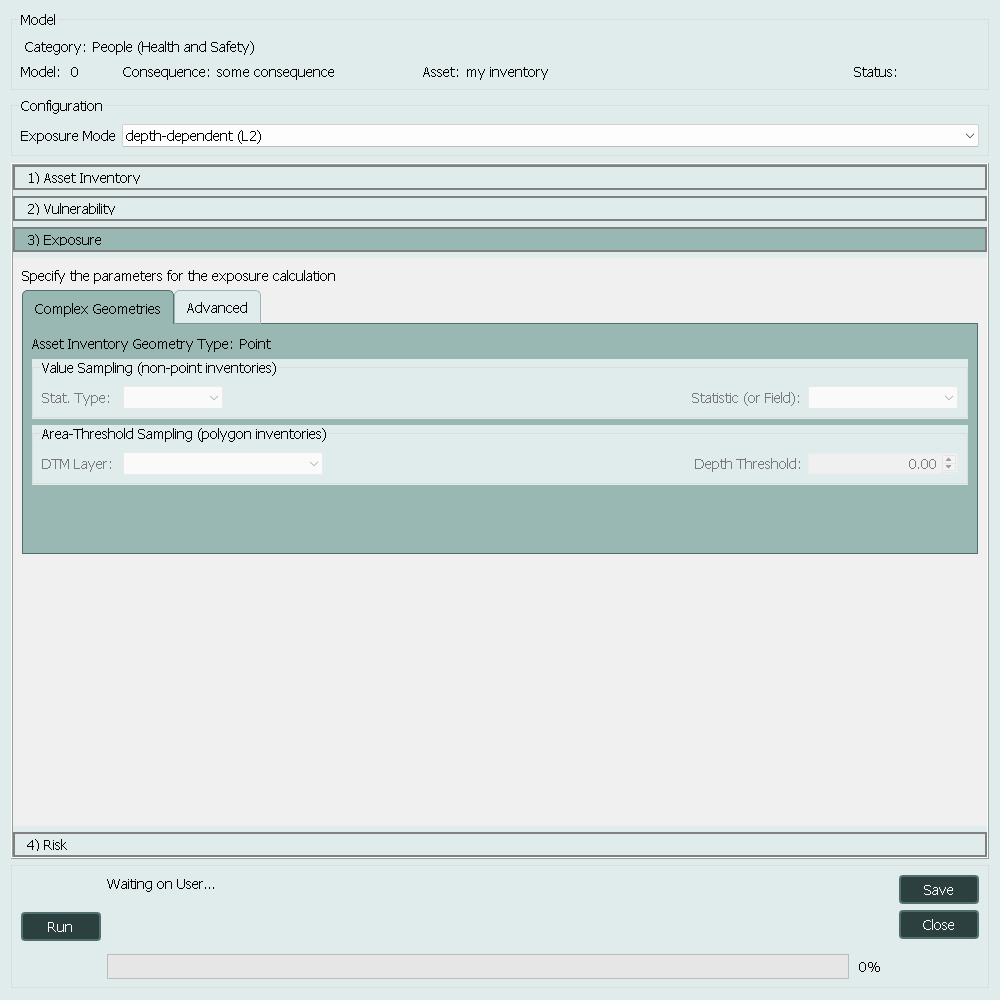 Model
Category: People (Health and Safety)
Model: 0 Consequence: some consequence Asset: my inventory Status:
Configuration
Exposure Mode depth-dependent (L2)
1) Asset Inventory
2) Vulnerability
3) Exposure
Specify the parameters for the exposure calculation
Complex Geometries Advanced
Asset Inventory Geometry Type: Point
Value Sampling (non-point inventories)
Stat. Type: Statistic (or Field):
Area-Threshold Sampling (polygon inventories)
DTM Layer: Depth Threshold: 0.00
4) Risk
Waiting on User...
Save
Run
Close
0%